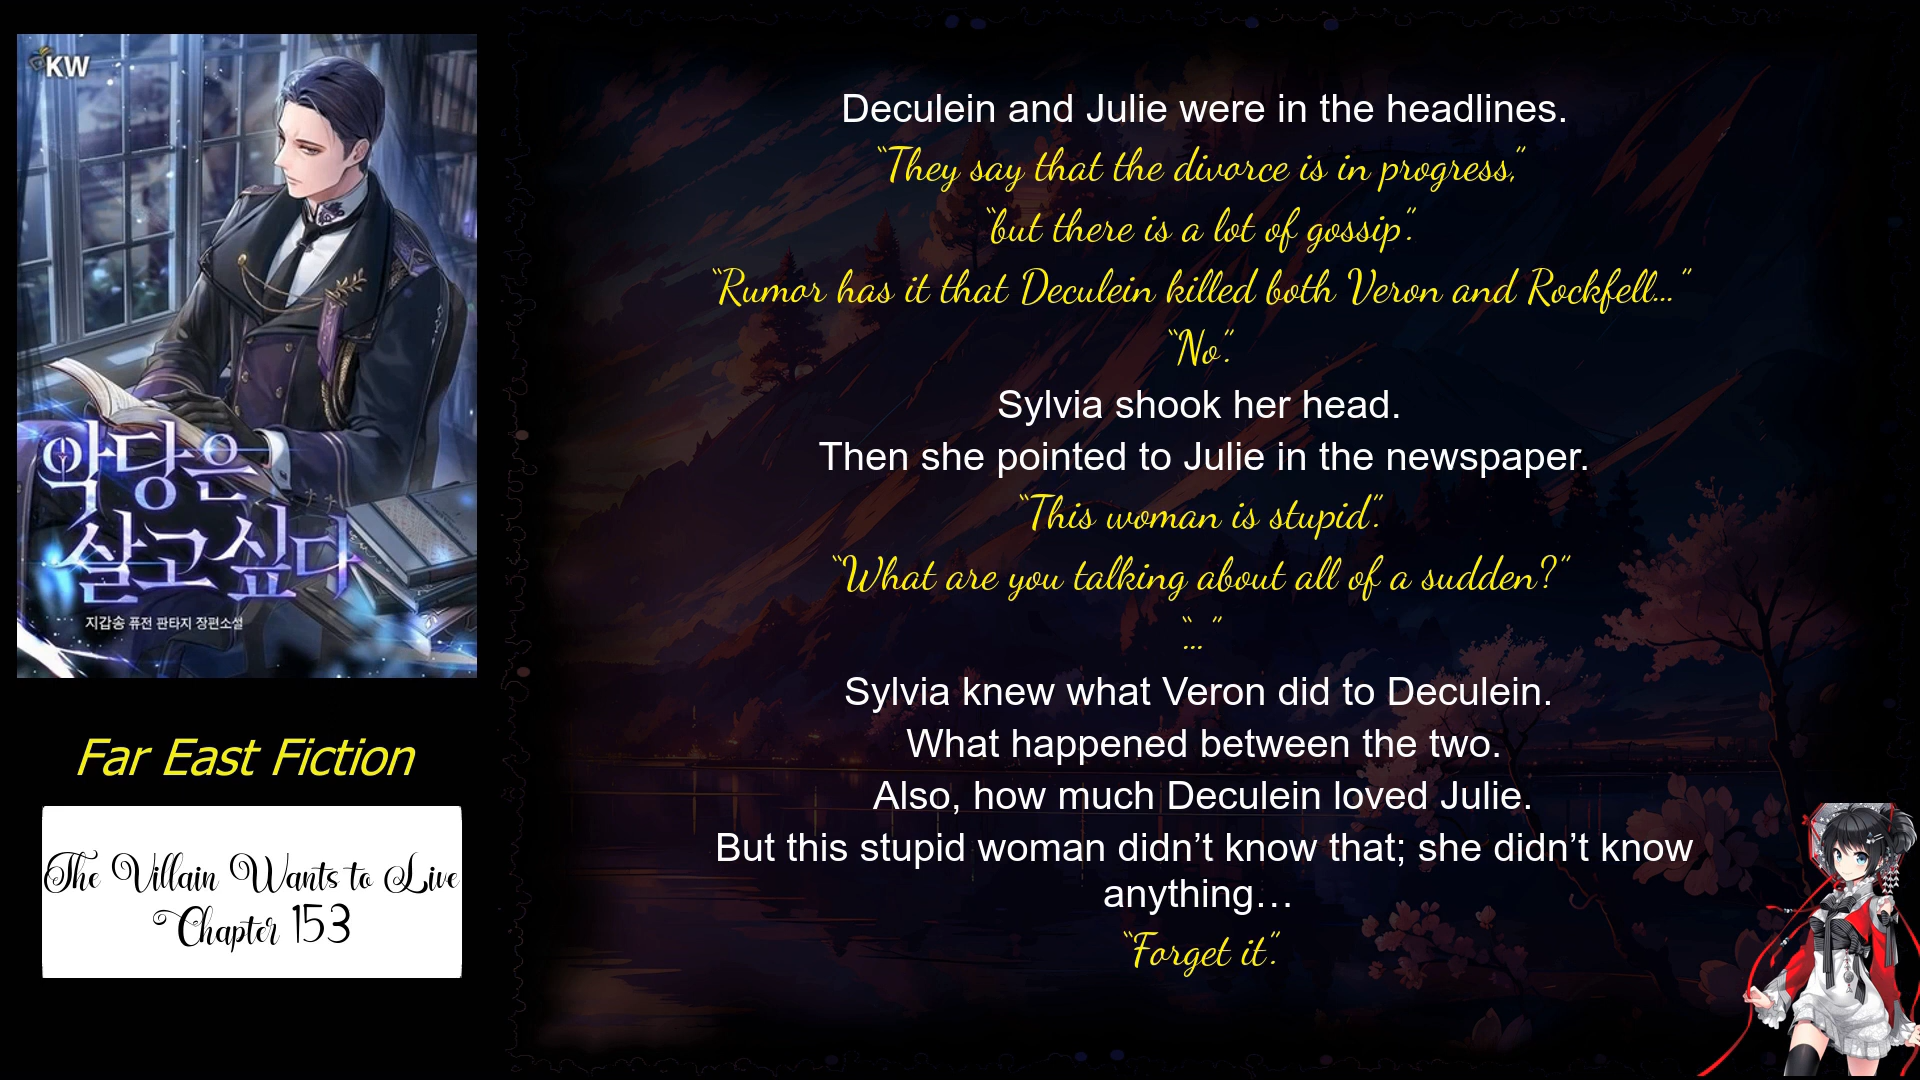 KW
악당은
살고싶다
지갑송 퓨전 판타지 장편소설
Far East Fiction
The Villain Wants to Live
Chapter 153
Deculein and Julie were in the headlines.
“They say that the divorce is in progress,”
“but there is a lot of gossip”.
“Rumor has it that Deculein killed both Veron and Rockfell…”
“No”.
Sylvia shook her head.
Then she pointed to Julie in the newspaper.
“This woman is stupid”.
“What are you talking about all of a sudden?”
“… ”
Sylvia knew what Veron did to Deculein.
What happened between the two.
Also, how much Deculein loved Julie.
But this stupid woman didn’t know that; she didn’t know
anything…
“Forget it”.